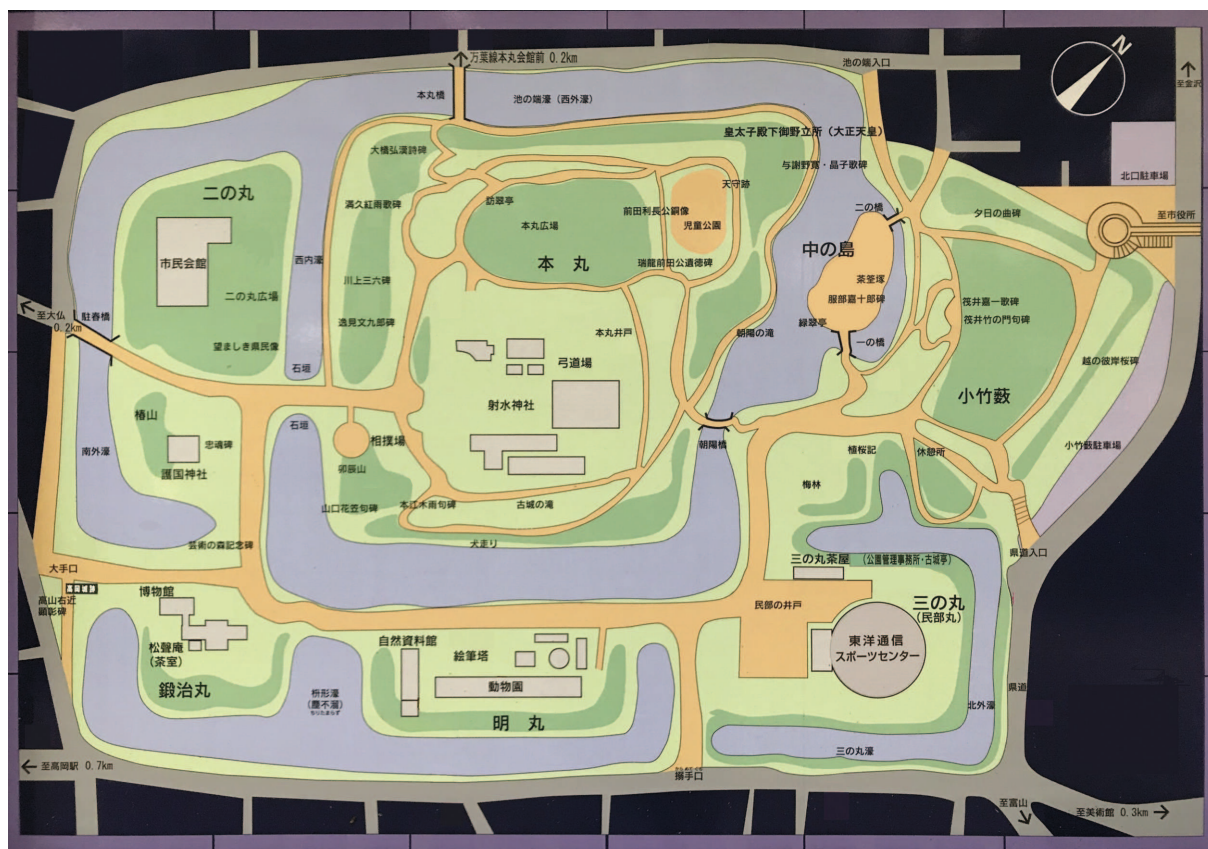 万葉線本丸会館前 0.2km
N
池の端入口
至金沢
本丸橋
池の端濠（西外濠）
皇太子殿下御野立所（大正天皇）
大橋弘漢詩碑
与謝野寛・晶子歌碑
北口駐車場
天守跡
二の丸
訪翠亭
満久紅雨歌碑
前田利長公銅像
二の橋
夕日の曲碑
至市役所
本丸広場
児童公園
中の島
市民会館
西内濠
本 丸
瑞龍前田公遺徳碑
川上三六碑
茶筌塚
二の丸広場
服部嘉十郎碑
筏井嘉一歌碑
至大仏
0.2km
駐春橋
逸見文九郎碑
緑翠亭
筏井竹の門句碑
本丸井戸
朝陽の滝
一の橋
望ましき県民像
越の彼岸桜碑
石垣
弓道場
小竹藪
射水神社
椿山
石垣
相撲場
忠魂碑
朝陽橋
小竹藪駐車場
南外濠
植桜記
休憩所
護国神社
卯辰山
梅林
山口花笠句碑
本江木雨句碑
古城の滝
芸術の森記念碑
犬走り
県道入口
三の丸茶屋
（公園管理事務所・古城亭）
大手口
高岡城跡
博物館
高山右近
顕彰碑
民部の井戸
三の丸
（民部丸）
自然資料館
東洋通信
スポーツセンター
松聲庵
（茶室）
絵筆塔
動物園
鍛治丸
枡形濠
（塵不溜）
ちりたまらず
明 丸
県道
北外濠
三の丸濠
至高岡駅 0.7km
搦手口
至富山
至美術館 0.3km